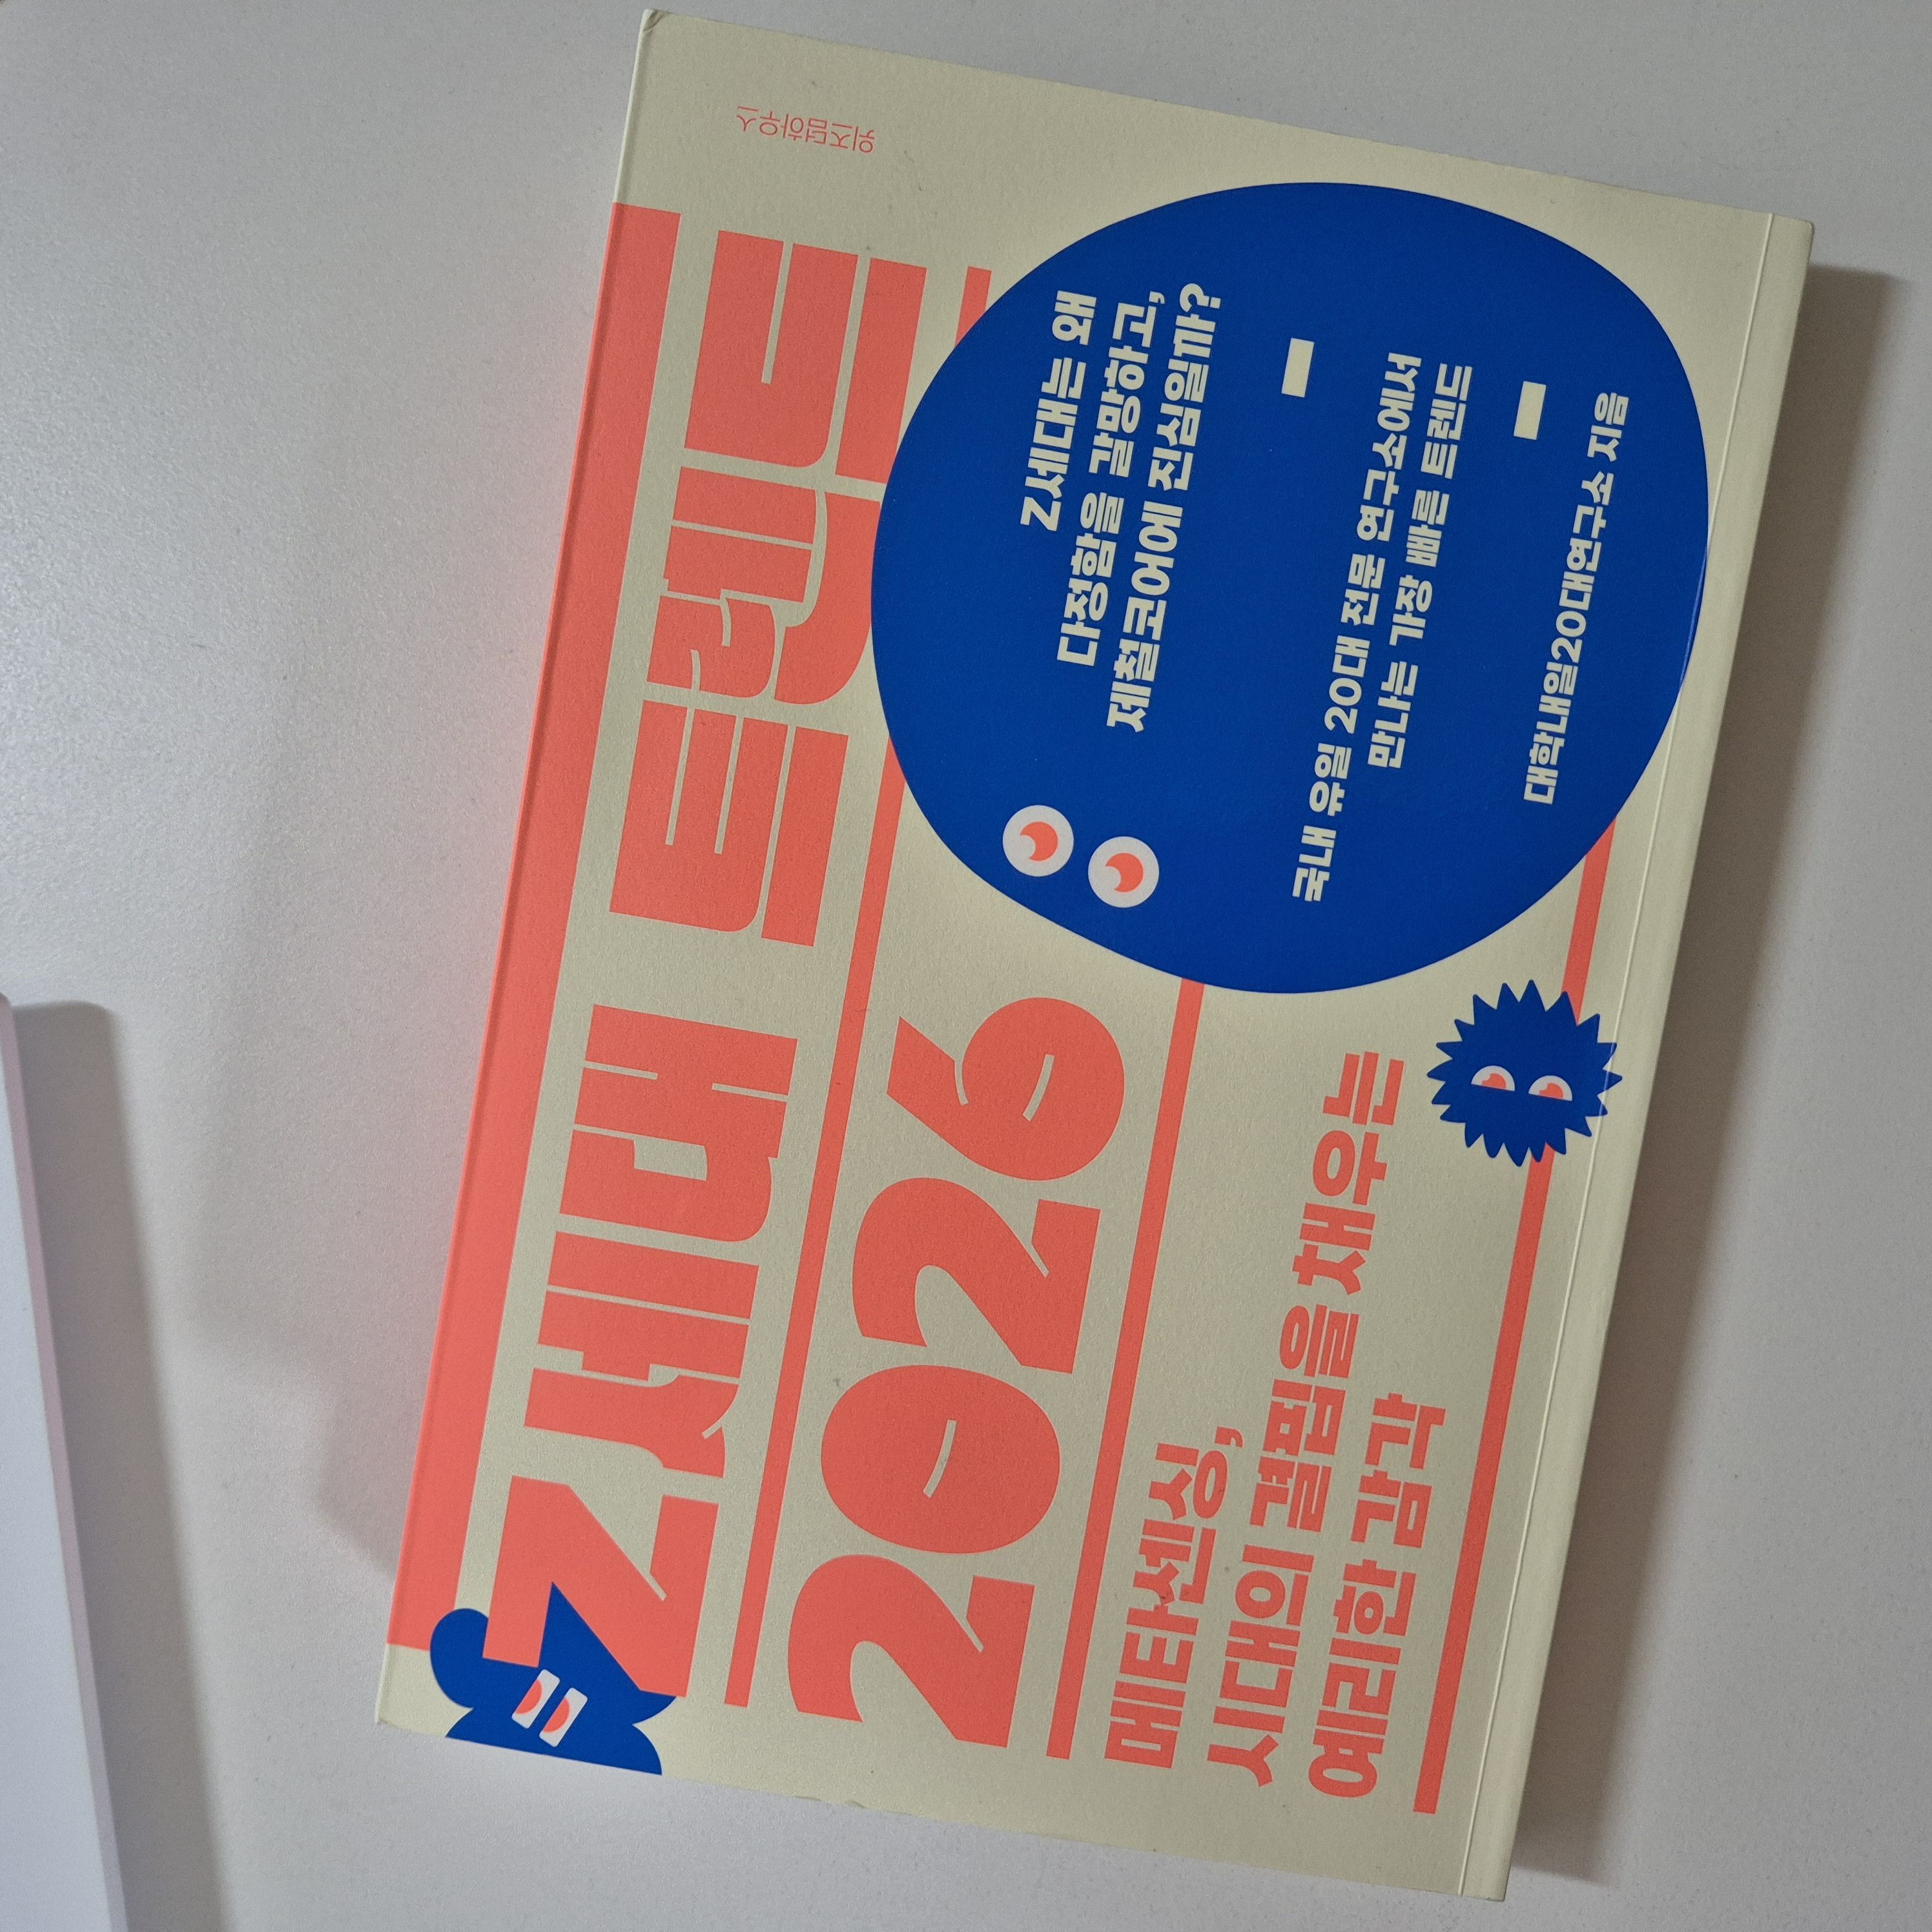 Z세대 트렌드
2026
메타센싱,
시대의 결핍을 채우는
예리한 감각
Z세대는 왜
다정함을 갈망하고,
제철코어에 진심일까?
국내 유일 20대 전문 연구소에서
만나는 가장 빠른 트렌드
대학내일20대연구소 지음
위즈덤하우스